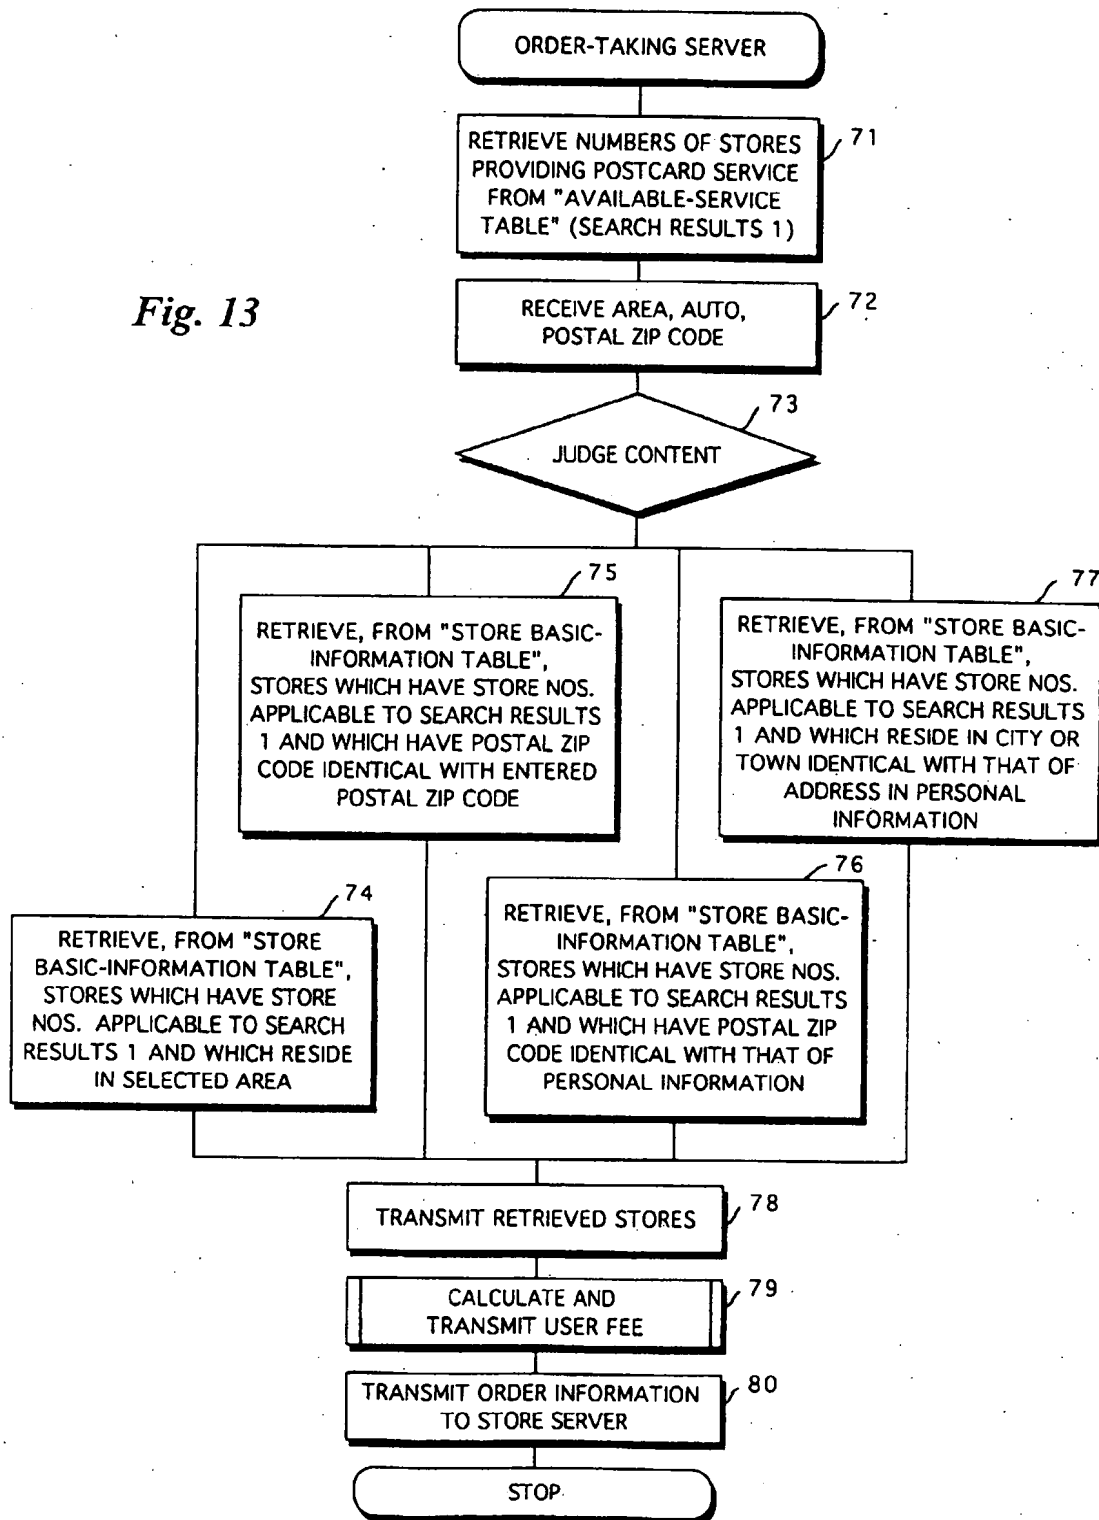 ORDER-TAKING SERVER
71
RETRIEVE NUMBERS OF STORES
PROVIDING POSTCARD SERVICE
FROM "AVAILABLE-SERVICE
TABLE" (SEARCH RESULTS 1)
Fig. 13
72
RECEIVE AREA, AUTO,
POSTAL ZIP CODE
73
JUDGE CONTENT
75
RETRIEVE, FROM "STORE BASIC-
INFORMATION TABLE",
STORES WHICH HAVE STORE NOS.
APPLICABLE TO SEARCH RESULTS
1 AND WHICH HAVE POSTAL ZIP
CODE IDENTICAL WITH ENTERED
POSTAL ZIP CODE
77
RETRIEVE, FROM "STORE BASIC-
INFORMATION TABLE",
STORES WHICH HAVE STORE NOS.
APPLICABLE TO SEARCH RESULTS
1 AND WHICH RESIDE IN CITY OR
TOWN IDENTICAL WITH THAT OF
ADDRESS IN PERSONAL
INFORMATION
74
RETRIEVE, FROM "STORE
BASIC-INFORMATION TABLE",
STORES WHICH HAVE STORE
NOS. APPLICABLE TO SEARCH
RESULTS 1 AND WHICH RESIDE
IN SELECTED AREA
76
RETRIEVE, FROM "STORE BASIC-
INFORMATION TABLE",
STORES WHICH HAVE STORE NOS.
APPLICABLE TO SEARCH RESULTS
1 AND WHICH HAVE POSTAL ZIP
CODE IDENTICAL WITH THAT OF
PERSONAL INFORMATION
78
TRANSMIT RETRIEVED STORES
79
CALCULATE AND
TRANSMIT USER FEE
80
TRANSMIT ORDER INFORMATION
TO STORE SERVER
STOP